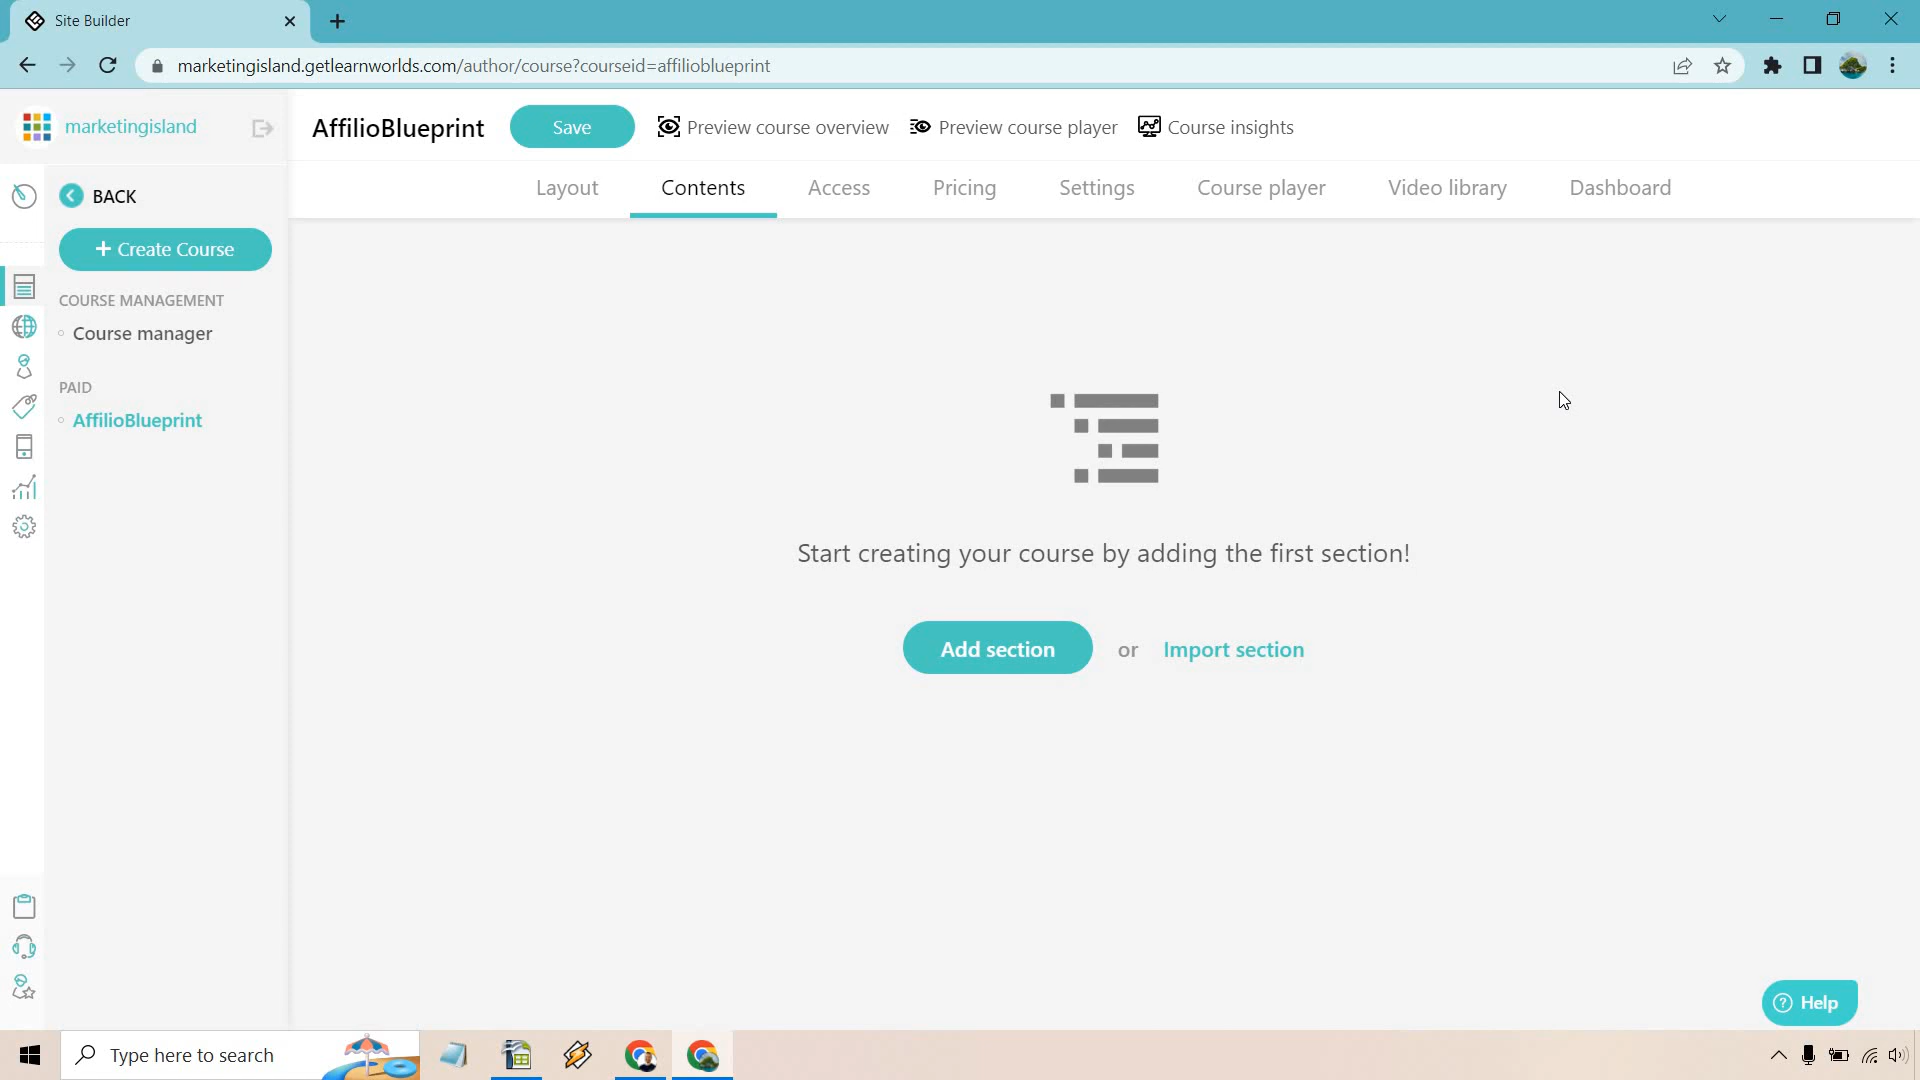 Site Builder
marketingisland.getlearnworlds.com/author/course?courseid=affilioblueprint
marketingisland
AffilioBlueprint
Save
Preview course overview
Preview course player
Course insights
Layout
Contents
Access
Pricing
Settings
Course player
Video library
Dashboard
BACK
+ Create Course
COURSE MANAGEMENT
Course manager
PAID
AffilioBlueprint
Start creating your course by adding the first section!
Add section or Import section
Help
Type here to search